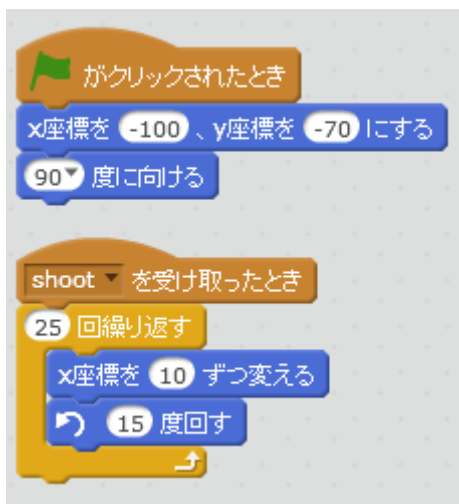 がクリックされたとき
x座標を -100 、y座標を -70 にする
90 度に向ける
shoot を受け取ったとき
25 回繰り返す
x座標を 10 ずつ変える
15 度回す